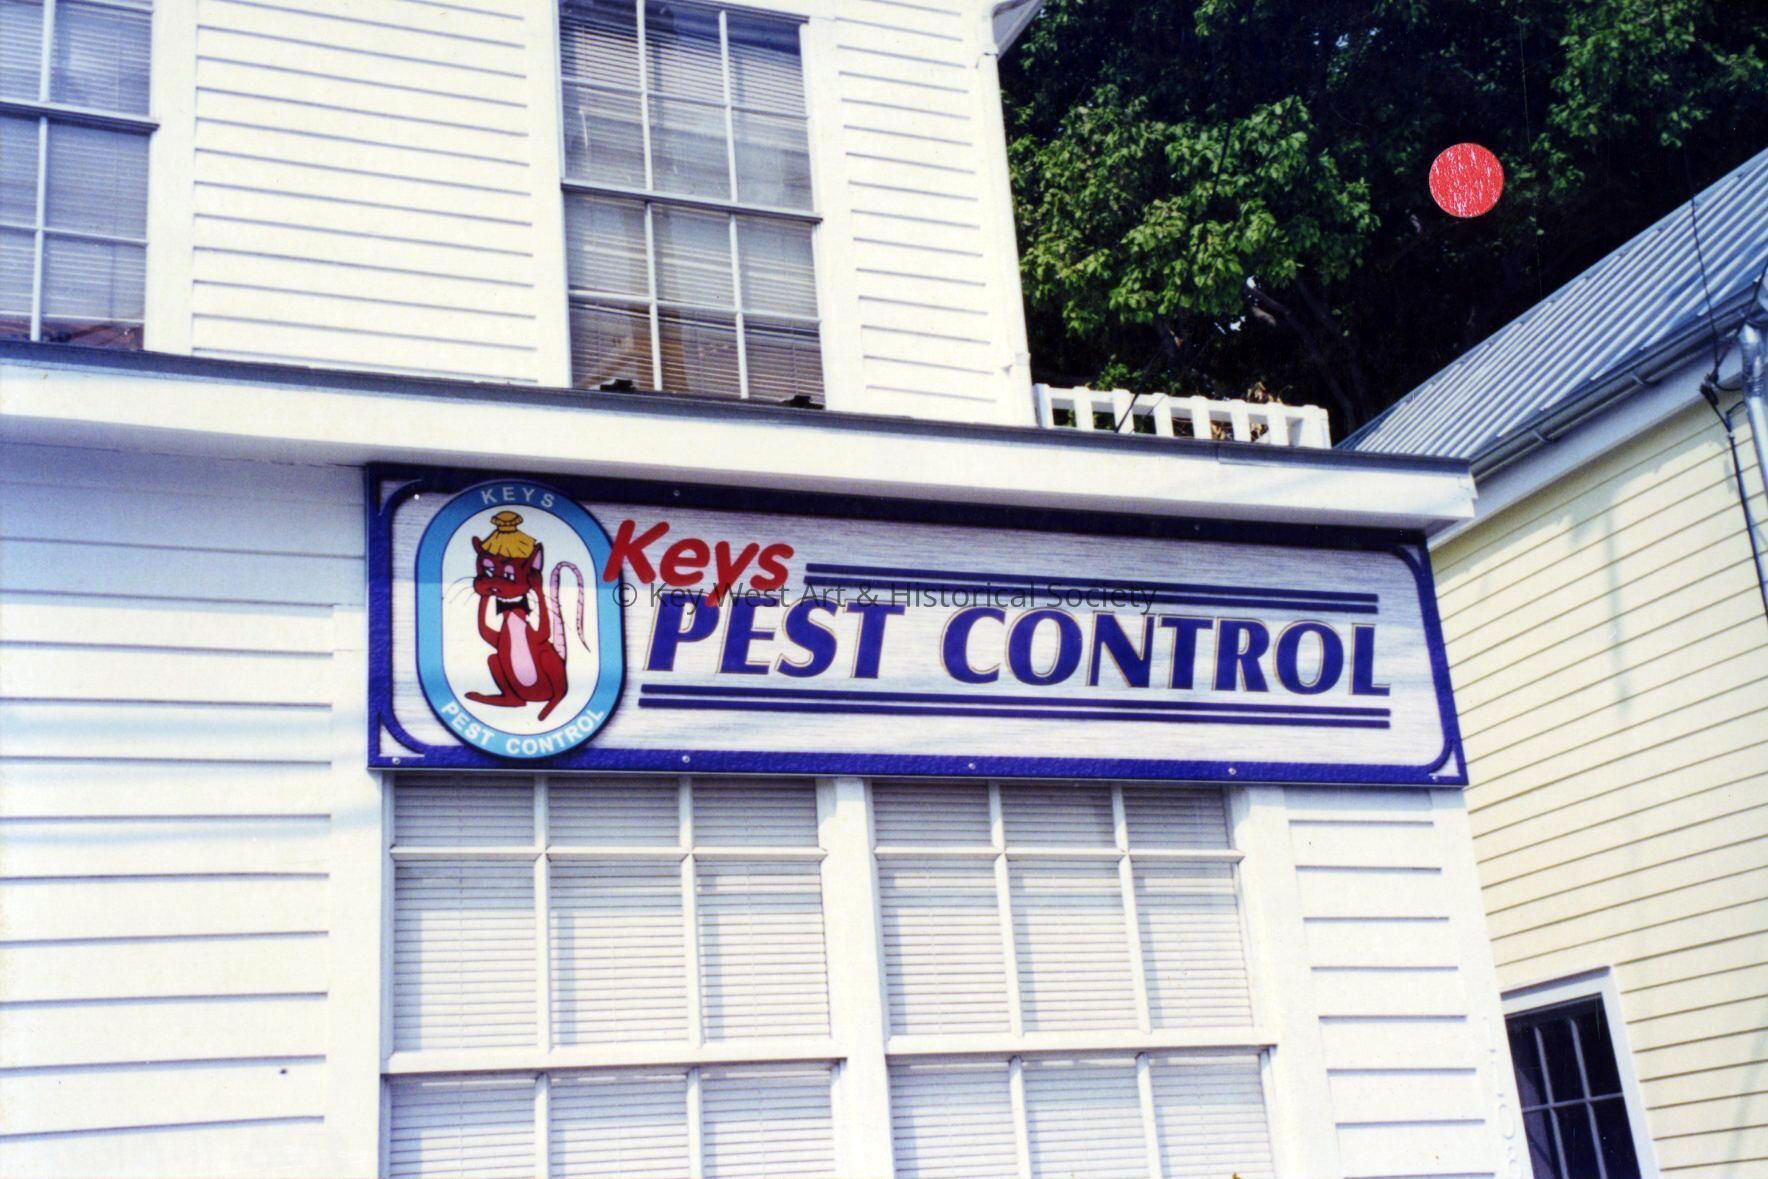 KEYS
PEST CONTROL
Keys
PEST CONTROL
© Key West Art & Historical Society